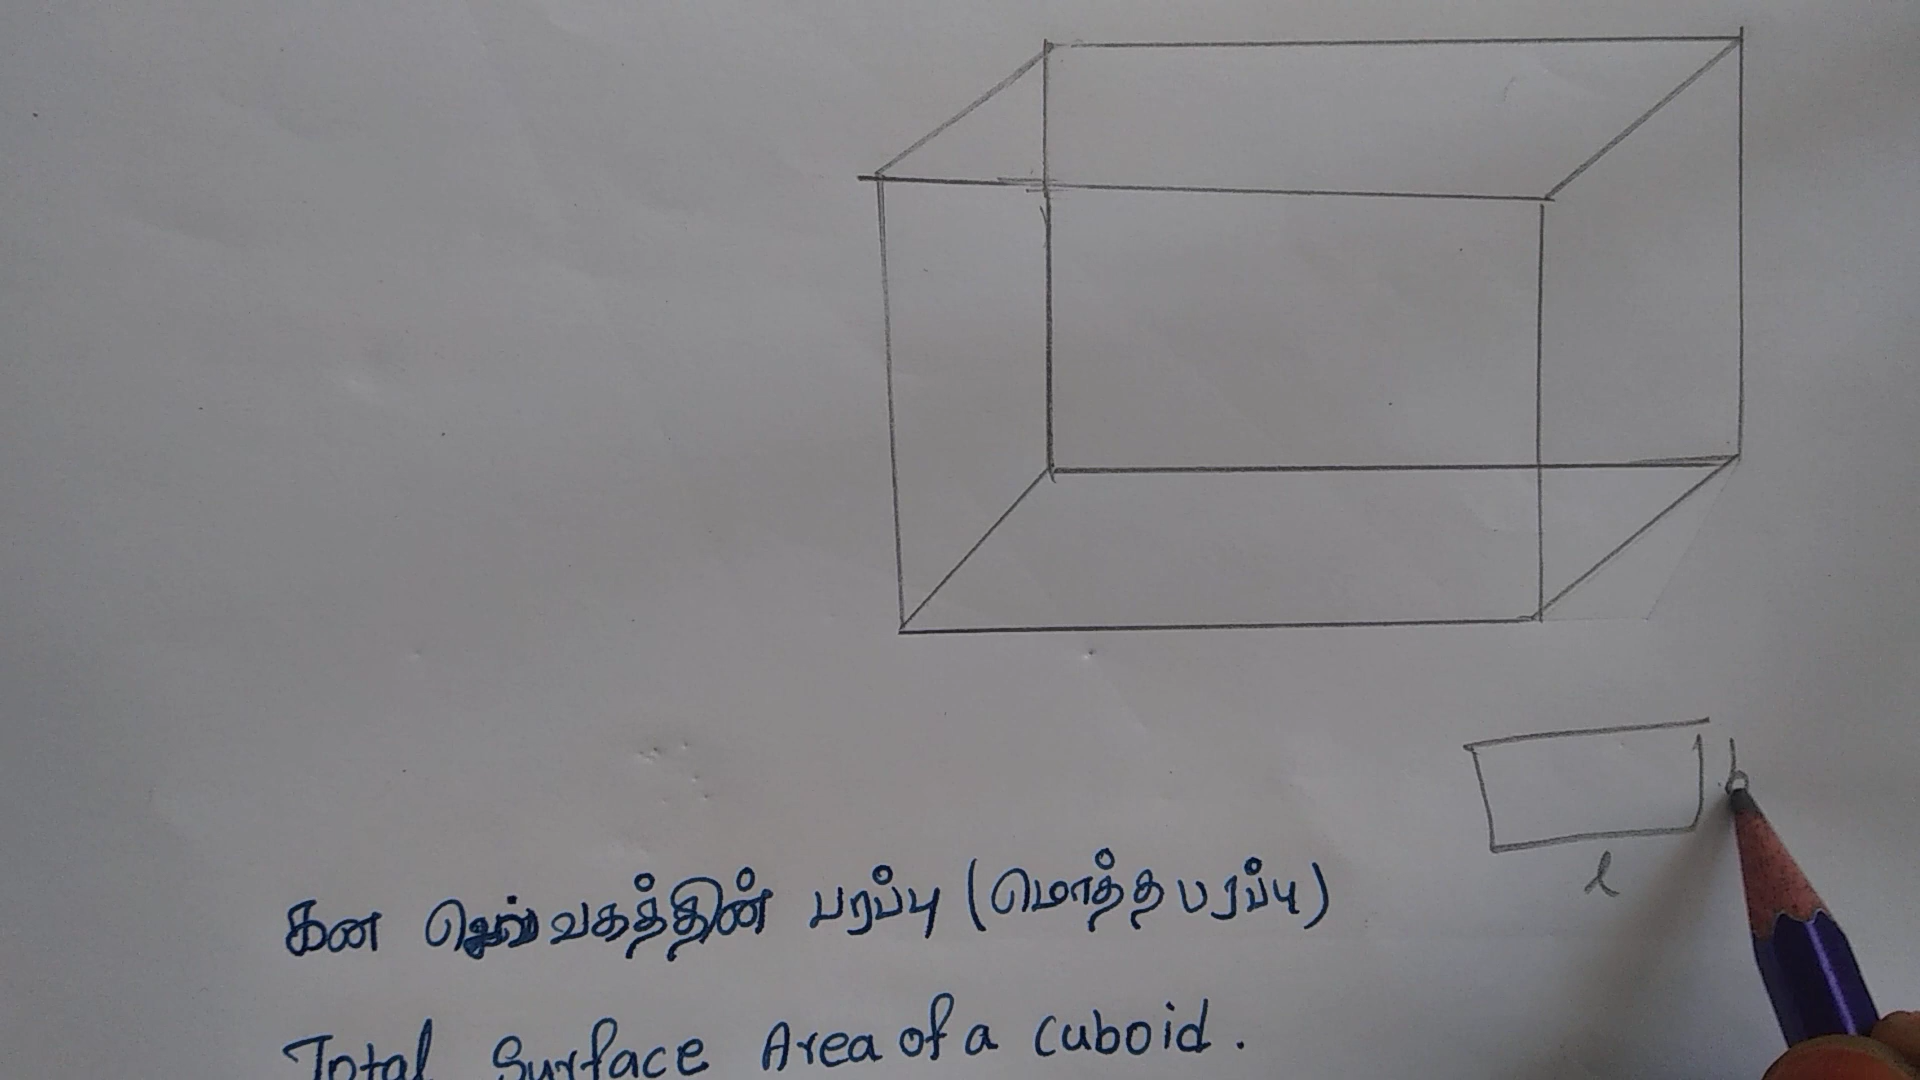 l
b
கன செவ்வகத்தின் பரப்பு (மொத்த பரப்பு)
Total Surface Area of a Cuboid.